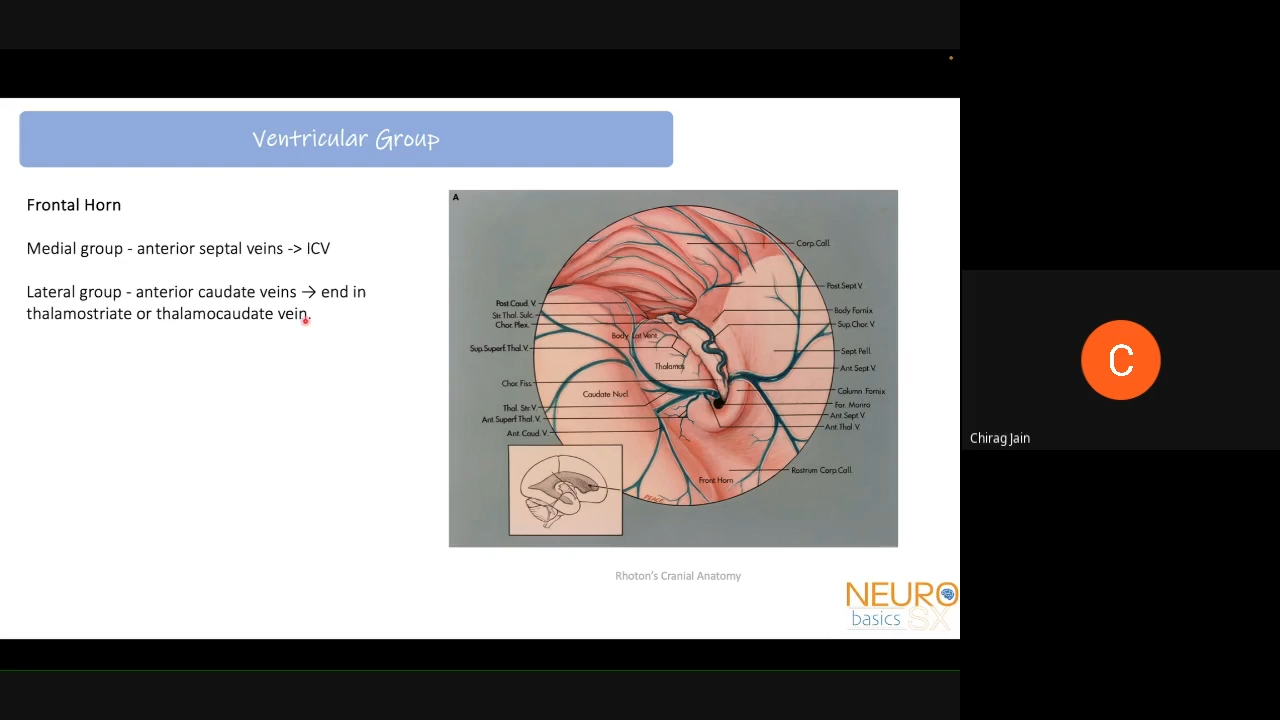 Ventricular Group
Frontal Horn
Medial group - anterior septal veins -> ICV
Lateral group - anterior caudate veins → end in
thalamostriate or thalamocaudate vein.
A
Corp. Call.
Post. Sept. V.
Body Fornix
Sup. Chor. V.
Sept. Pell.
Ant. Sept. V.
Column Fornix
For. Monro
Ant. Sept. V.
Ant. Thal. V.
Rostrum Corp. Call.
Post. Caud. V.
Str. Thal. Sulc.
Chor. Plex.
Body Lat. Vent.
Sup. Superf. Thal. V.
Thalamus
Chor. Fiss.
Caudate Nucl.
Thal. Str. V.
Ant. Superf. Thal. V.
Ant. Caud. V.
Front. Horn
Rhoton's Cranial Anatomy
NEURO
basics SX
C
Chirag Jain